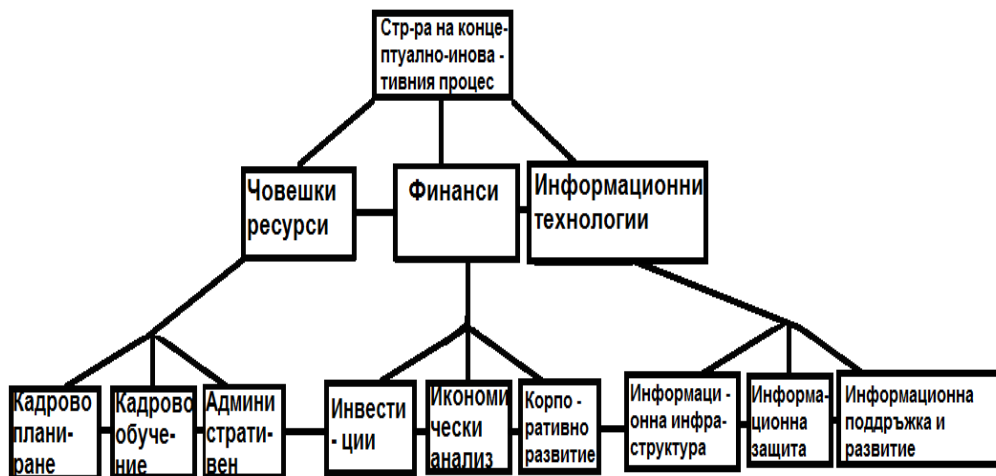 Стр-ра на конце-
птуално-инова -
тивния процес
Човешки
ресурси
Финанси
Информационни
технологии
Кадрово
плани-
ране
Кадрово
обуче-
ние
Админи
страти-
вен
Инвести
- ции
Икономи
чески
анализ
Корпо -
ративно
развитие
Информаци -
онна инфра-
структура
Информа-
ционна
защита
Информационна
поддръжка и
развитие